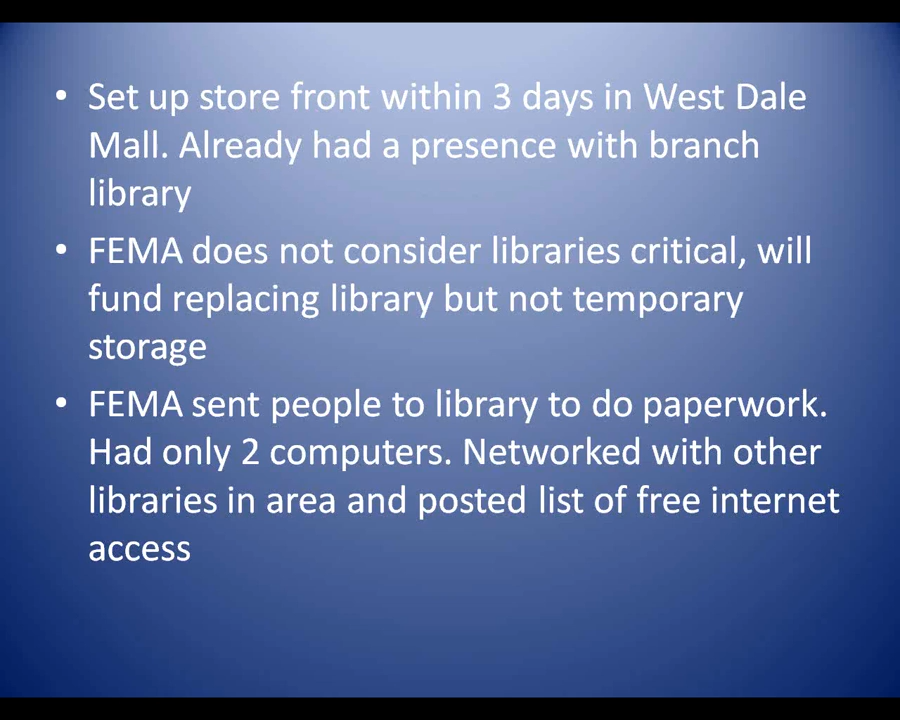 • Set up store front within 3 days in West Dale
Mall. Already had a presence with branch
library
• FEMA does not consider libraries critical, will
fund replacing library but not temporary
storage
• FEMA sent people to library to do paperwork.
Had only 2 computers. Networked with other
libraries in area and posted list of free internet
access